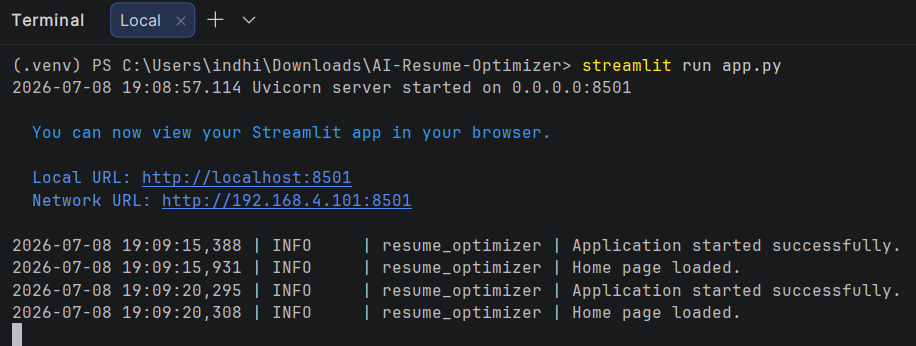 Terminal Local × + ⌄
(.venv) PS C:\Users\indhi\Downloads\AI-Resume-Optimizer> streamlit run app.py
2026-07-08 19:08:57.114 Uvicorn server started on 0.0.0.0:8501
You can now view your Streamlit app in your browser.
Local URL: http://localhost:8501
Network URL: http://192.168.4.101:8501
2026-07-08 19:09:15,388 | INFO     | resume_optimizer | Application started successfully.
2026-07-08 19:09:15,931 | INFO     | resume_optimizer | Home page loaded.
2026-07-08 19:09:20,295 | INFO     | resume_optimizer | Application started successfully.
2026-07-08 19:09:20,308 | INFO     | resume_optimizer | Home page loaded.